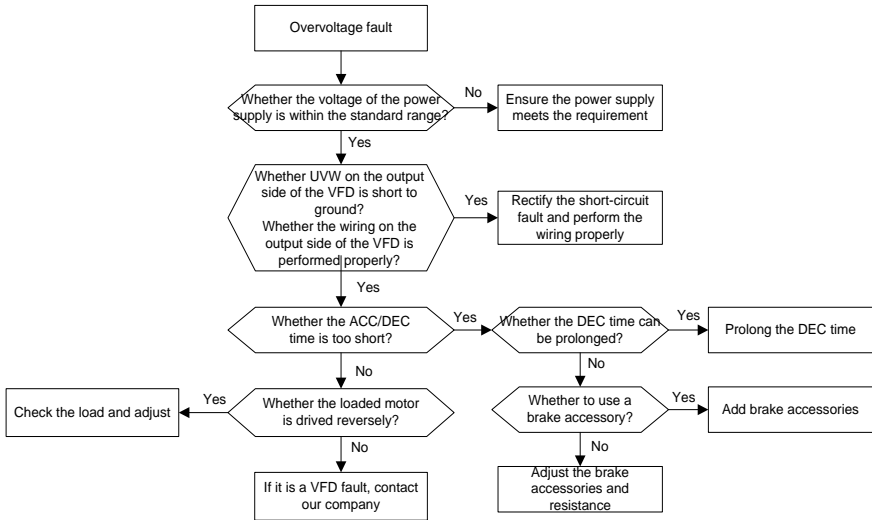 Overvoltage fault
Whether the voltage of the power
supply is within the standard range?
No
Ensure the power supply
meets the requirement
Yes
Whether UVW on the output
side of the VFD is short to
ground?
Whether the wiring on the
output side of the VFD is
performed properly?
Yes
Rectify the short-circuit
fault and perform the
wiring properly
Yes
Whether the ACC/DEC
time is too short?
Yes
Whether the DEC time can
be prolonged?
Yes
Prolong the DEC time
No
No
Check the load and adjust
Yes
Whether the loaded motor
is drived reversely?
Whether to use a
brake accessory?
Yes
Add brake accessories
No
No
If it is a VFD fault, contact
our company
Adjust the brake
accessories and
resistance